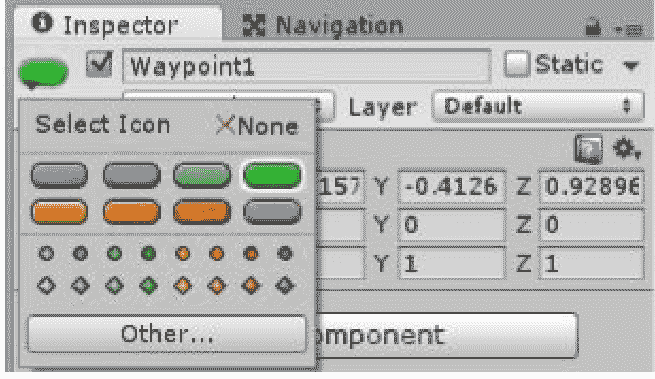 Inspector Navigation
Waypoint1 Static
Layer Default
Select Icon ×None
157 Y -0.4126 Z 0.92896
Y 0 Z 0
Y 1 Z 1
Other...
omponent